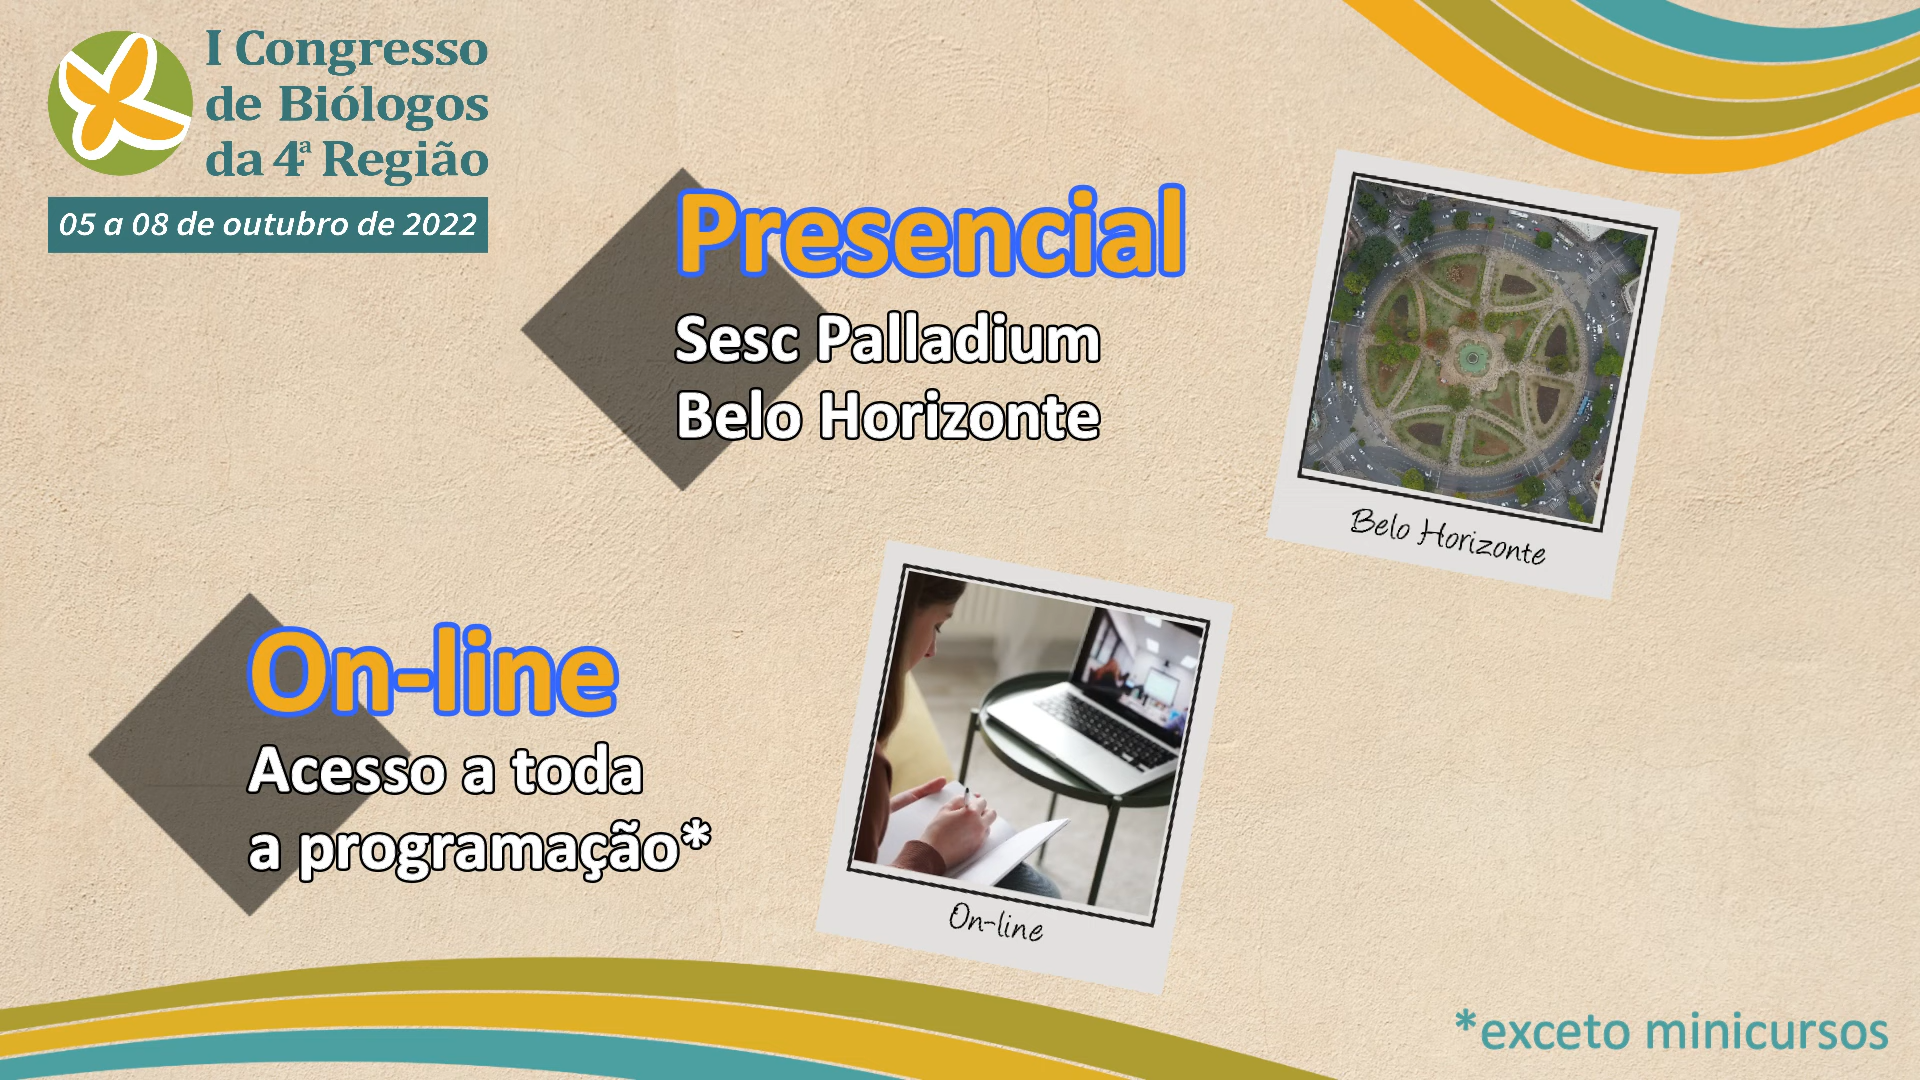 I Congresso
de Biólogos
da 4ª Região
05 a 08 de outubro de 2022
Presencial
Sesc Palladium
Belo Horizonte
Belo Horizonte
On-line
Acesso a toda
a programação*
On-line
*exceto minicursos